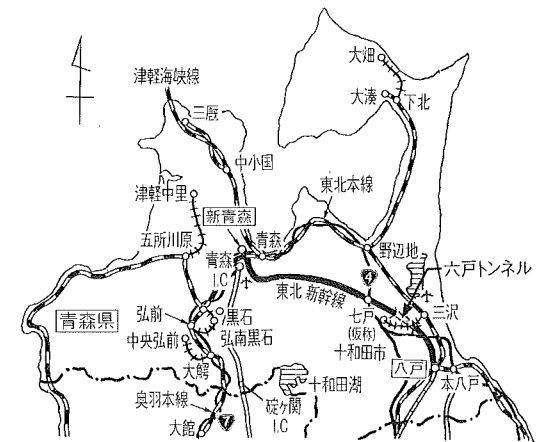 大畑
津軽海峡線
大湊
下北
三厩
中小国
東北本線
津軽中里
新青森
五所川原
青森
野辺地
青森
I.C
六戸トンネル
4
東北新幹線
七戸
(仮称)
三沢
青森県
弘前
黒石
中央弘前
弘南黒石
十和田市
八戸
本八戸
大鰐
十和田湖
奥羽本線
碇ヶ関
I.C
7
大館